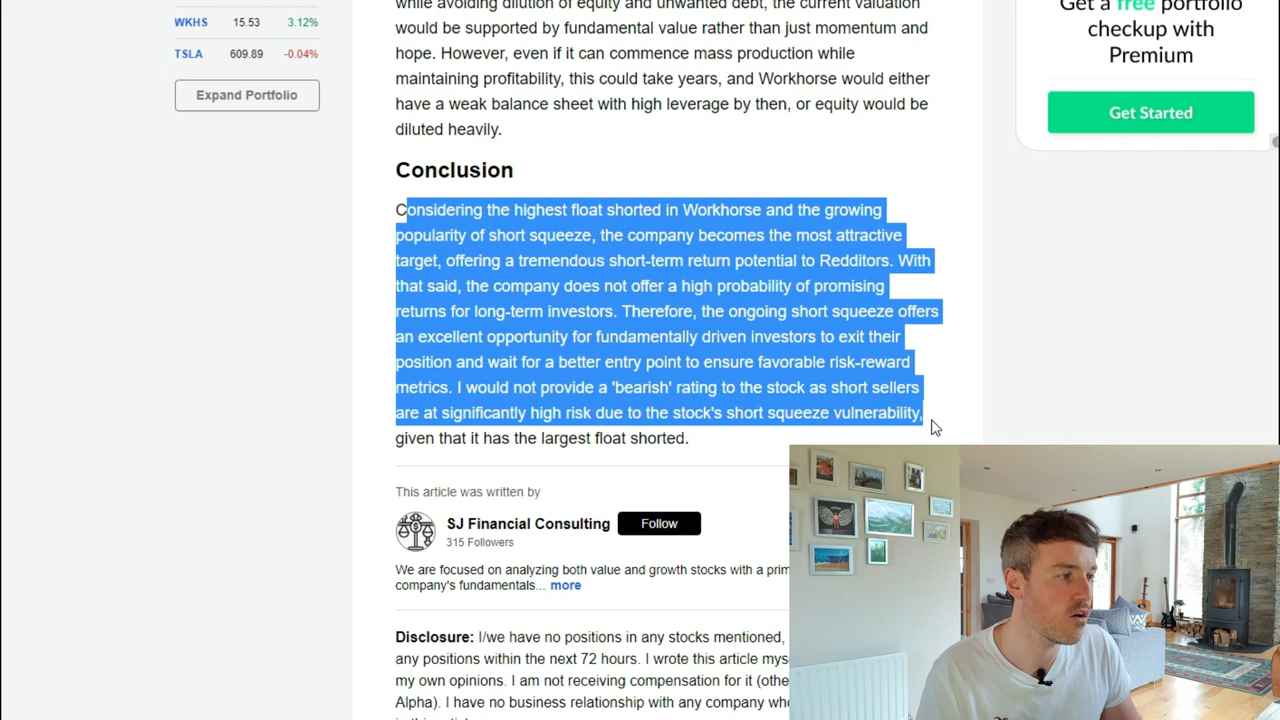 WKHS 15.53 3.12%
TSLA 609.89 -0.04%
Expand Portfolio
while avoiding dilution of equity and unwanted debt, the current valuation
would be supported by fundamental value rather than just momentum and
hope. However, even if it can commence mass production while
maintaining profitability, this could take years, and Workhorse would either
have a weak balance sheet with high leverage by then, or equity would be
diluted heavily.
Conclusion
Considering the highest float shorted in Workhorse and the growing
popularity of short squeeze, the company becomes the most attractive
target, offering a tremendous short-term return potential to Redditors. With
that said, the company does not offer a high probability of promising
returns for long-term investors. Therefore, the ongoing short squeeze offers
an excellent opportunity for fundamentally driven investors to exit their
position and wait for a better entry point to ensure favorable risk-reward
metrics. I would not provide a 'bearish' rating to the stock as short sellers
are at significantly high risk due to the stock's short squeeze vulnerability,
given that it has the largest float shorted.
This article was written by
SJ Financial Consulting Follow
315 Followers
We are focused on analyzing both value and growth stocks with a prim
company's fundamentals... more
Disclosure: I/we have no positions in any stocks mentioned,
any positions within the next 72 hours. I wrote this article mys
my own opinions. I am not receiving compensation for it (othe
Alpha). I have no business relationship with any company who
Get a free portfolio
checkup with
Premium
Get Started